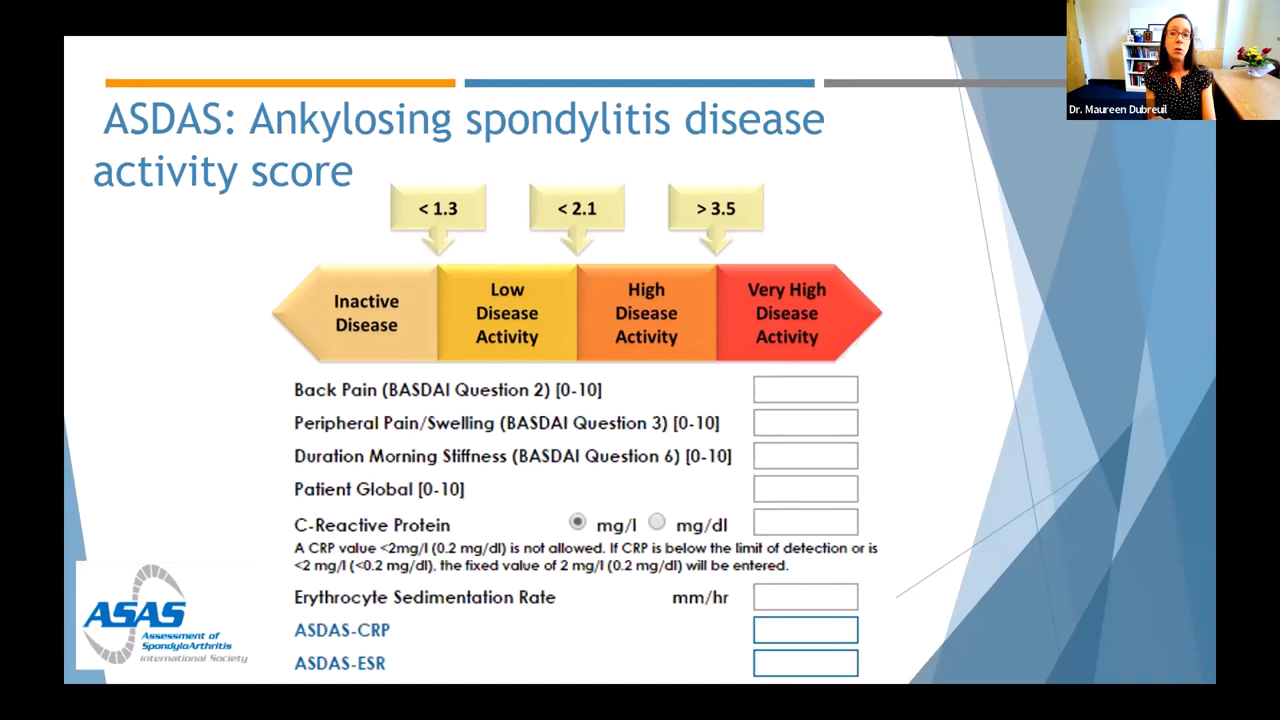 Dr. Maureen Dubreuil
ASDAS: Ankylosing spondylitis disease
activity score
< 1.3
< 2.1
> 3.5
Inactive
Disease
Low
Disease
Activity
High
Disease
Activity
Very High
Disease
Activity
Back Pain (BASDAI Question 2) [0-10]
Peripheral Pain/Swelling (BASDAI Question 3) [0-10]
Duration Morning Stiffness (BASDAI Question 6) [0-10]
Patient Global [0-10]
C-Reactive Protein mg/l mg/dl
A CRP value <2mg/l (0.2 mg/dl) is not allowed. If CRP is below the limit of detection or is
<2 mg/l (<0.2 mg/dl), the fixed value of 2 mg/l (0.2 mg/dl) will be entered.
Erythrocyte Sedimentation Rate mm/hr
ASDAS-CRP
ASDAS-ESR
ASAS
Assessment of
SpondyloArthritis
international Society